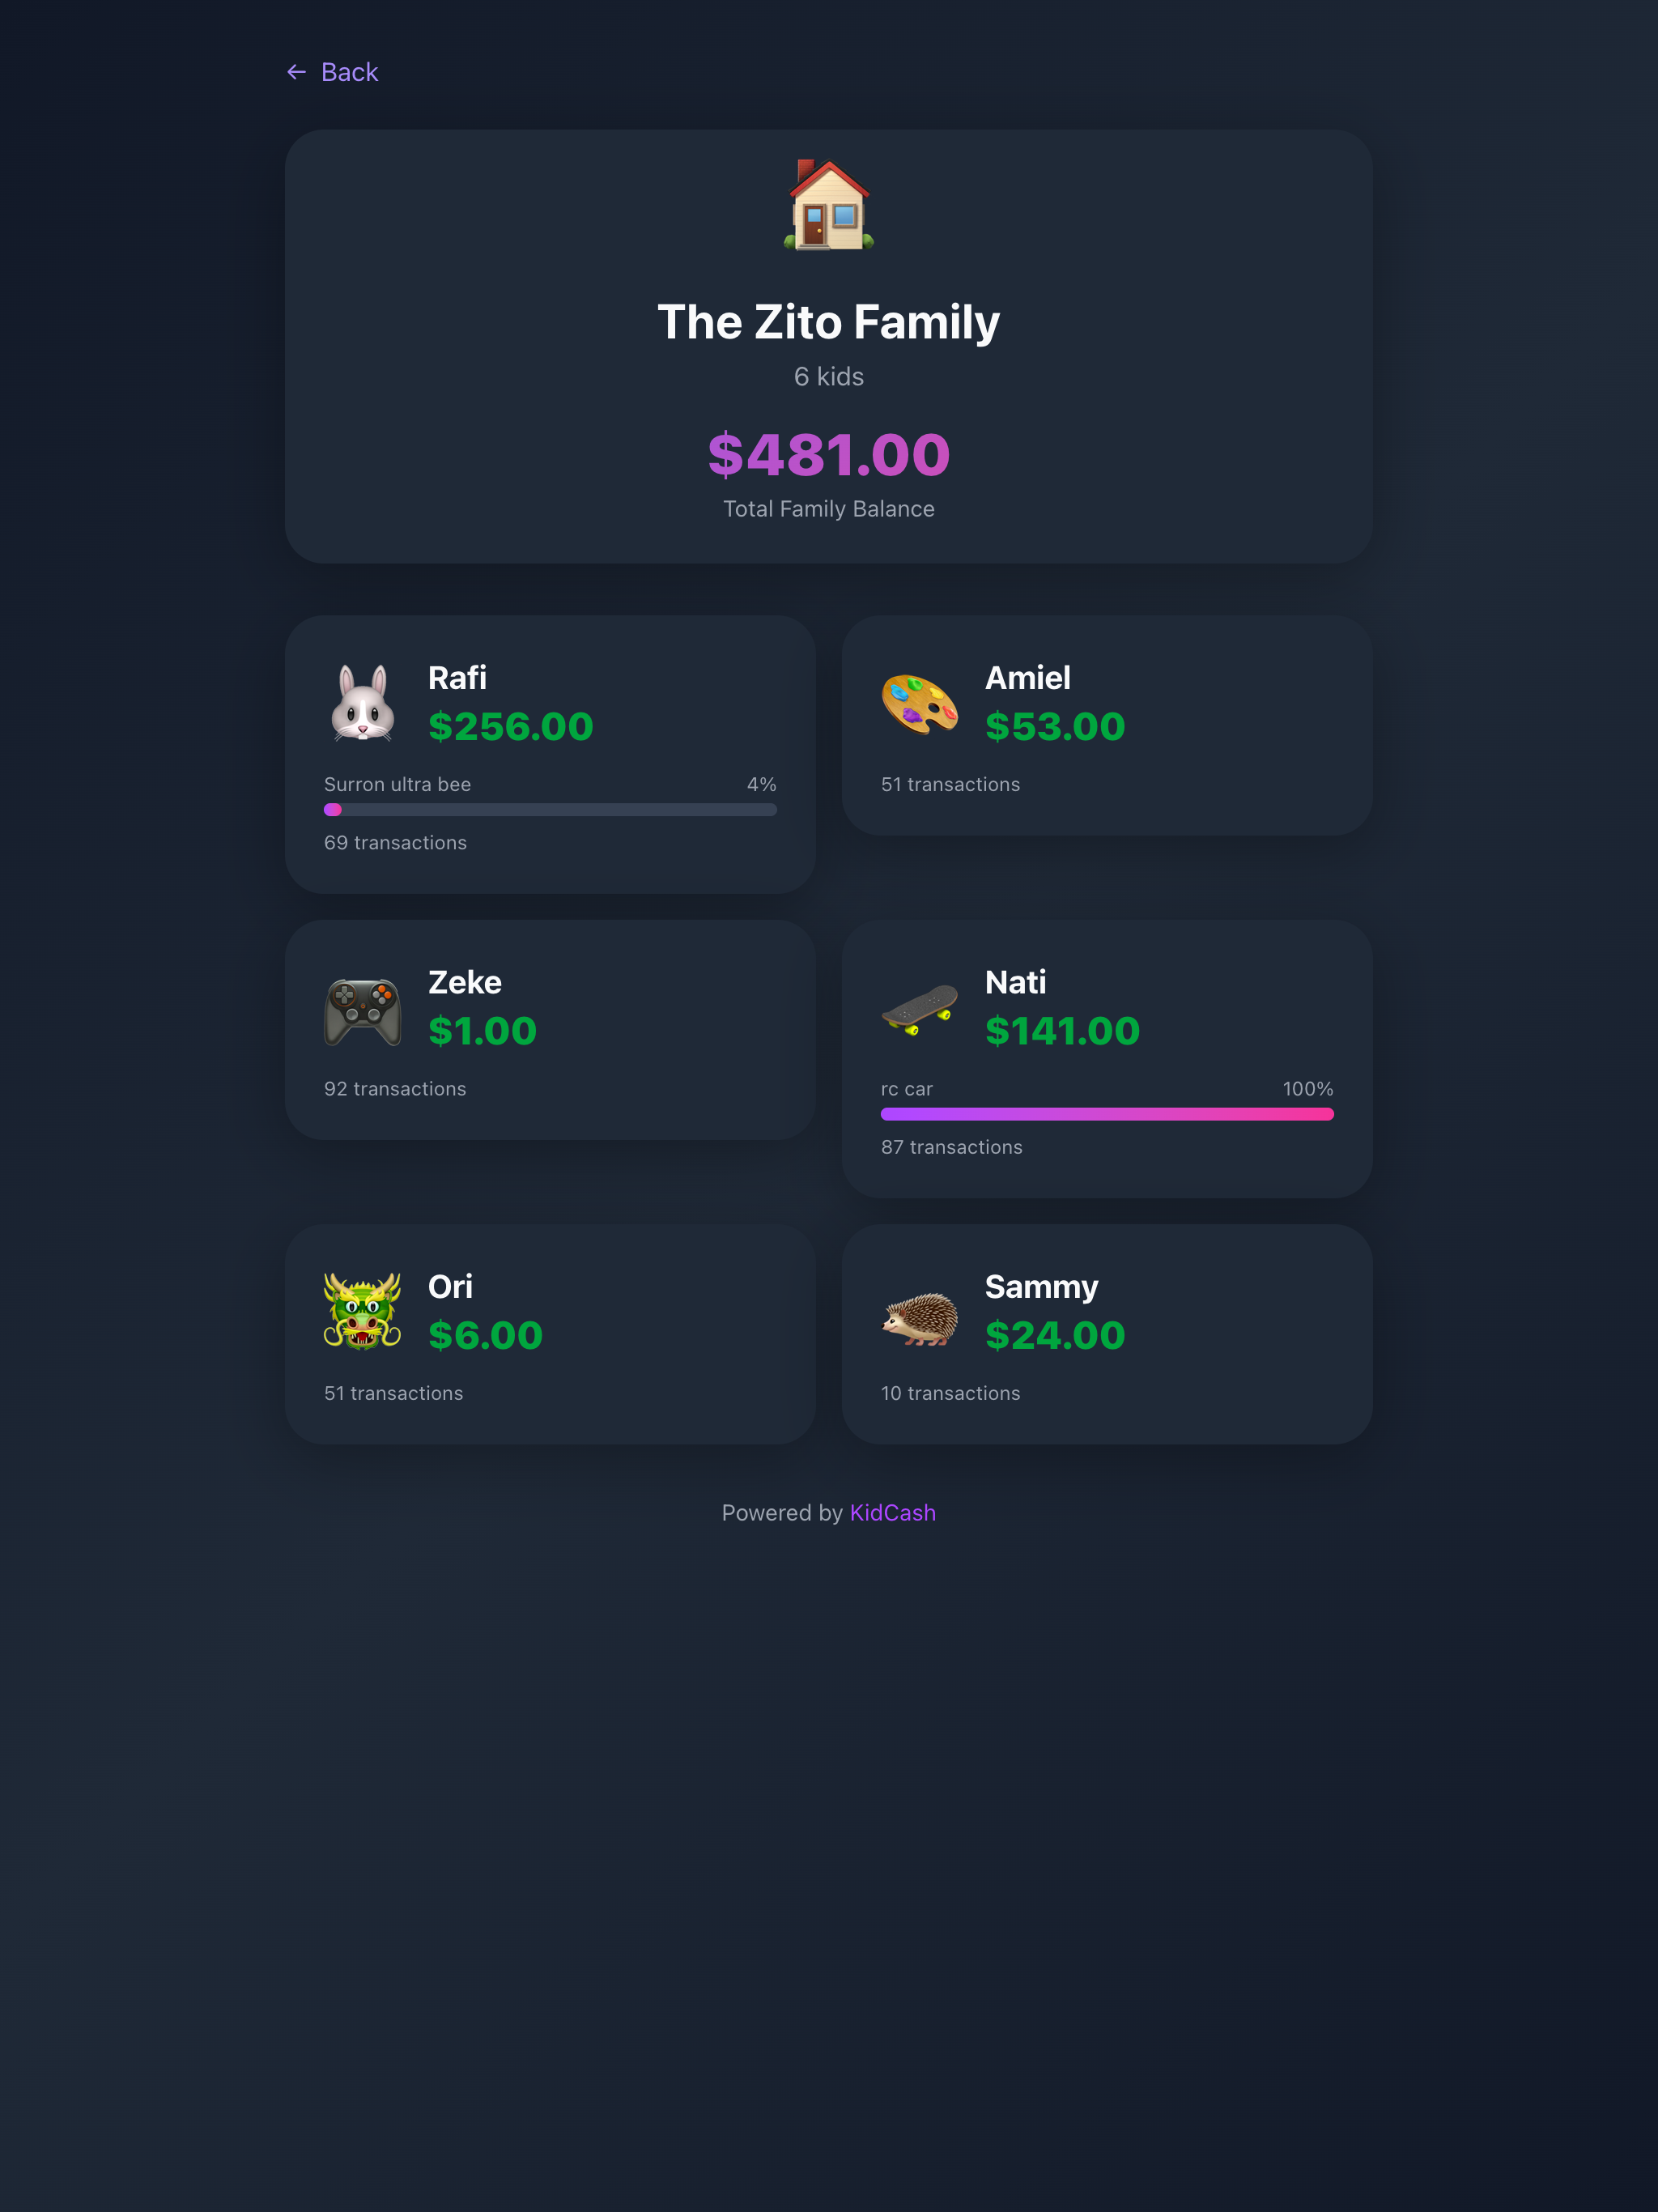 ← Back
The Zito Family
6 kids
$481.00
Total Family Balance
Rafi
$256.00
Surron ultra bee 4%
69 transactions
Amiel
$53.00
51 transactions
Zeke
$1.00
92 transactions
Nati
$141.00
rc car 100%
87 transactions
Ori
$6.00
51 transactions
Sammy
$24.00
10 transactions
Powered by KidCash